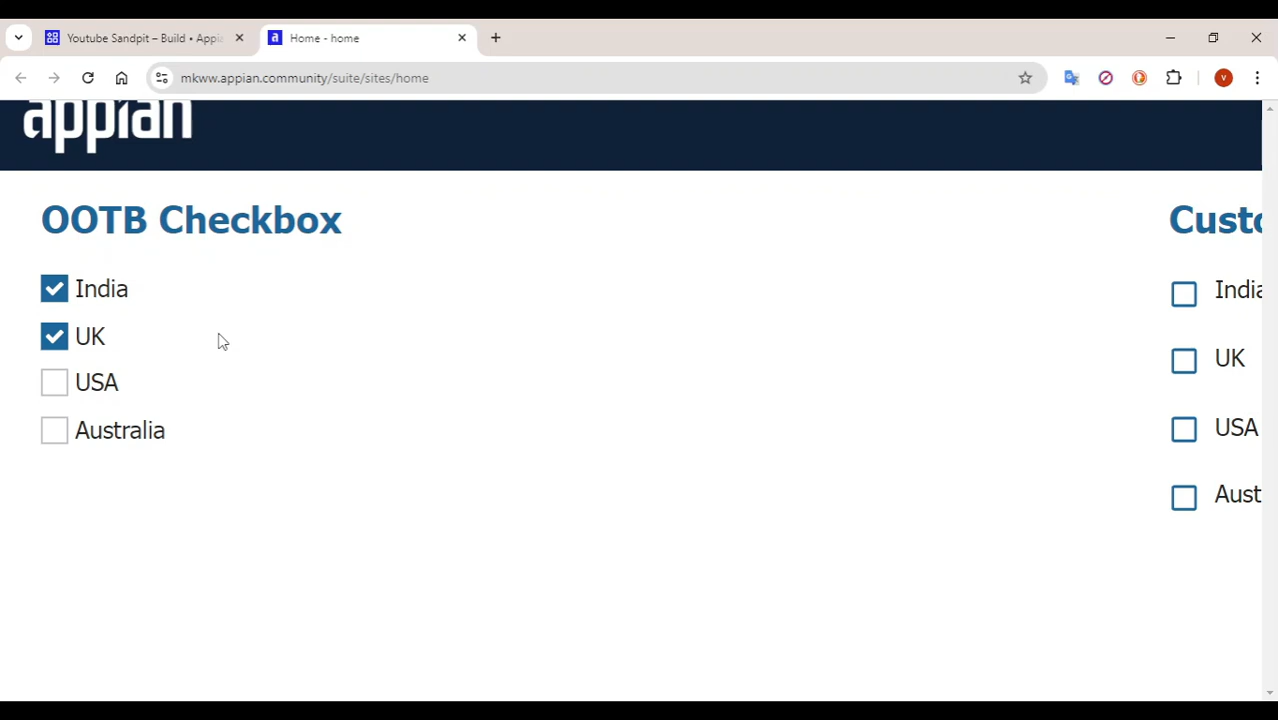 Youtube Sandpit – Build • Appi
Home - home
mkww.appian.community/suite/sites/home
v
appian
OOTB Checkbox
India
UK
USA
Australia
Custo
India
UK
USA
Aust